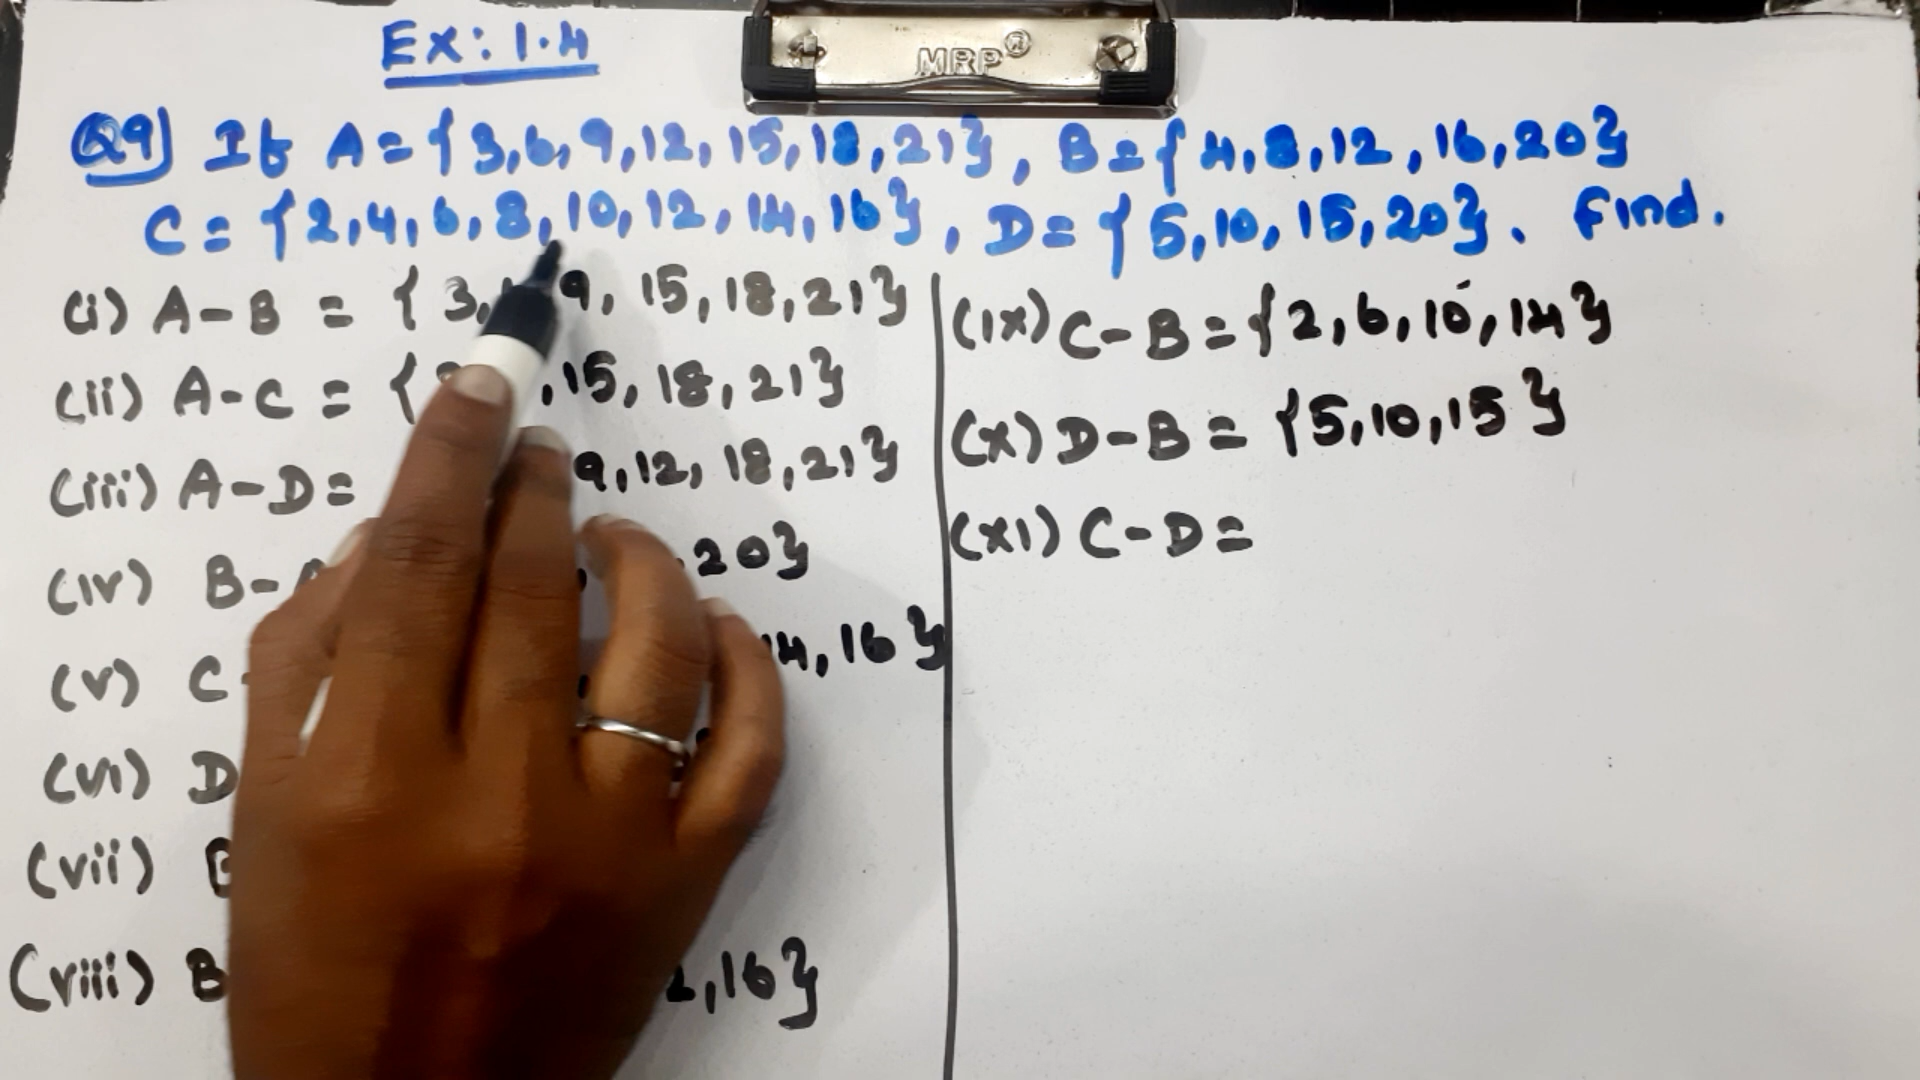 Ex: 1.4
MRP®
Q9) If A = {3,6,9,12,15,18,21}, B = {4,8,12,16,20}
C = {2,4,6,8,10,12,14,16}, D = {5,10,15,20}. Find.
(i) A-B = {3, 9, 15, 18, 21}
(ii) A-C = { ,15, 18, 21}
(iii) A-D = 9,12, 18, 21}
(iv) B- ,20}
(v) C- 14, 16}
(vi) D
(vii)
(viii) B ,16}
(ix) C-B = {2, 6, 10, 14}
(x) D-B = {5,10,15}
(xi) C-D =